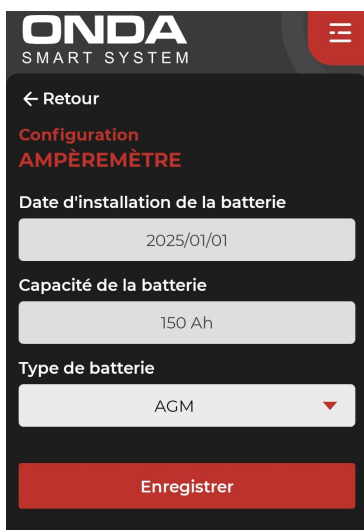 ONDA
SMART SYSTEM
← Retour
Configuration
AMPÈREMÈTRE
Date d'installation de la batterie
2025/01/01
Capacité de la batterie
150 Ah
Type de batterie
AGM
Enregistrer